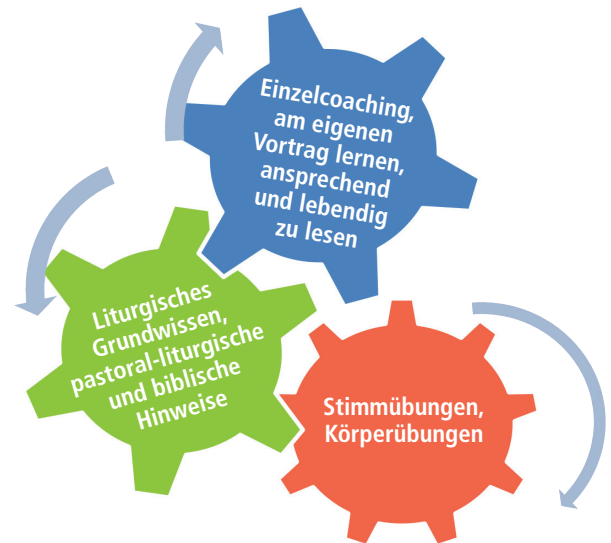 Einzelcoaching,
am eigenen
Vortrag lernen,
ansprechend
und lebendig
zu lesen
Liturgisches
Grundwissen,
pastoral-liturgische
und biblische
Hinweise
Stimmübungen,
Körperübungen